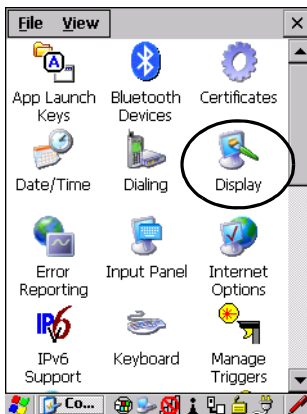 File View
App Launch Keys
Bluetooth Devices
Certificates
Date/Time
Dialing
Display
Error Reporting
Input Panel
Internet Options
IPv6
IPv6 Support
Keyboard
Manage Triggers
Co...